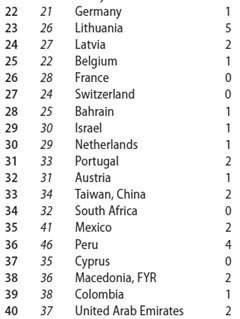 22 21 Germany 1
23 26 Lithuania 5
24 27 Latvia 2
25 22 Belgium 1
26 28 France 0
27 24 Switzerland 0
28 25 Bahrain 1
29 30 Israel 1
30 29 Netherlands 1
31 33 Portugal 2
32 31 Austria 1
33 34 Taiwan, China 2
34 32 South Africa 0
35 41 Mexico 2
36 46 Peru 4
37 35 Cyprus 0
38 36 Macedonia, FYR 2
39 38 Colombia 1
40 37 United Arab Emirates 2